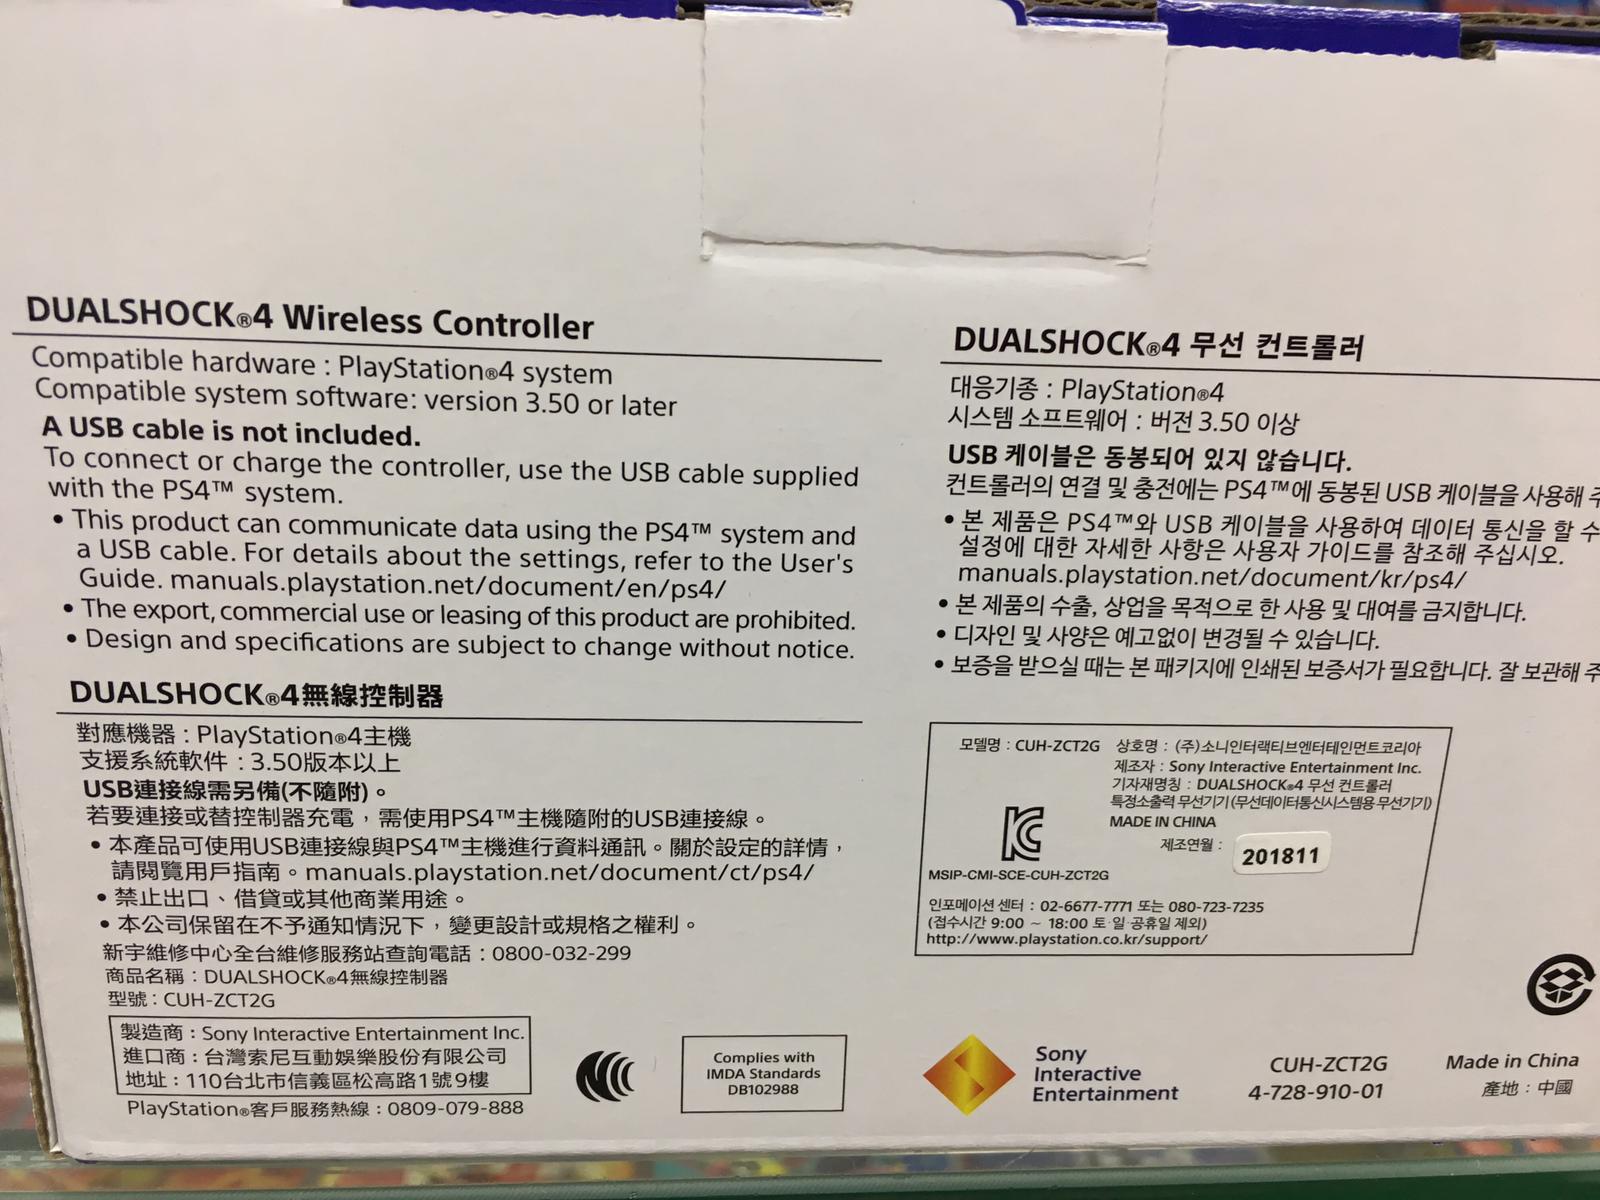 DUALSHOCK®4 Wireless Controller
Compatible hardware : PlayStation®4 system
Compatible system software: version 3.50 or later
A USB cable is not included.
To connect or charge the controller, use the USB cable supplied
with the PS4™ system.
• This product can communicate data using the PS4™ system and
a USB cable. For details about the settings, refer to the User's
Guide. manuals.playstation.net/document/en/ps4/
• The export, commercial use or leasing of this product are prohibited.
• Design and specifications are subject to change without notice.
DUALSHOCK®4無線控制器
對應機器 : PlayStation®4主機
支援系統軟件 : 3.50版本以上
USB連接線需另備(不隨附)。
若要連接或替控制器充電，需使用PS4™主機隨附的USB連接線。
• 本產品可使用USB連接線與PS4™主機進行資料通訊。關於設定的詳情，
請閱覽用戶指南。manuals.playstation.net/document/ct/ps4/
• 禁止出口、借貸或其他商業用途。
• 本公司保留在不予通知情況下，變更設計或規格之權利。
新宇維修中心全台維修服務站查詢電話：0800-032-299
商品名稱：DUALSHOCK®4無線控制器
型號：CUH-ZCT2G
製造商：Sony Interactive Entertainment Inc.
進口商：台灣索尼互動娛樂股份有限公司
地址：110台北市信義區松高路1號9樓
PlayStation®客戶服務熱線：0809-079-888
Complies with
IMDA Standards
DB102988
DUALSHOCK®4 무선 컨트롤러
대응기종 : PlayStation®4
시스템 소프트웨어 : 버전 3.50 이상
USB 케이블은 동봉되어 있지 않습니다.
컨트롤러의 연결 및 충전에는 PS4™에 동봉된 USB 케이블을 사용해
• 본 제품은 PS4™와 USB 케이블을 사용하여 데이터 통신을 할 수
설정에 대한 자세한 사항은 사용자 가이드를 참조해 주십시오.
manuals.playstation.net/document/kr/ps4/
• 본 제품의 수출, 상업을 목적으로 한 사용 및 대여를 금지합니다.
• 디자인 및 사양은 예고없이 변경될 수 있습니다.
• 보증을 받으실 때는 본 패키지에 인쇄된 보증서가 필요합니다. 잘 보관해
모델명 : CUH-ZCT2G 상호명 : (주)소니인터랙티브엔터테인먼트코리아
제조자 : Sony Interactive Entertainment Inc.
기자재명칭 : DUALSHOCK®4 무선 컨트롤러
특정소출력 무선기기(무선데이터통신시스템용 무선기기)
MADE IN CHINA
제조연월 : 201811
MSIP-CMI-SCE-CUH-ZCT2G
인포메이션 센터 : 02-6677-7771 또는 080-723-7235
(접수시간 9:00 ~ 18:00 토·일·공휴일 제외)
http://www.playstation.co.kr/support/
Sony
Interactive
Entertainment
CUH-ZCT2G
4-728-910-01
Made in China
產地：中國